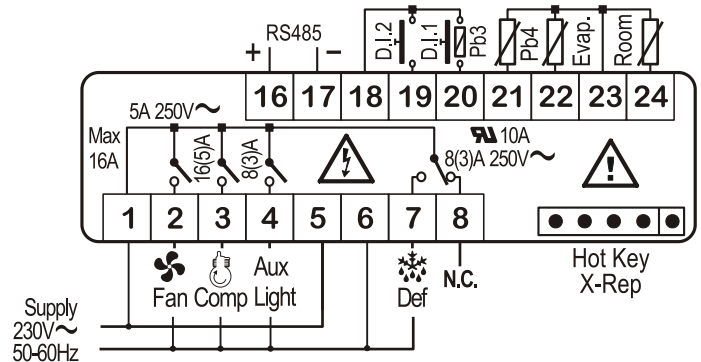 + RS485 −
D.I.2
D.I.1
Pb3
Pb4
Evap.
Room
16 17 18 19 20 21 22 23 24
5A 250V~
Max
16A
16(5)A
8(3)A
10A
8(3)A 250V~
1 2 3 4 5 6 7 8
Fan
Comp
Aux
Light
Def
N.C.
Hot Key
X-Rep
Supply
230V~
50-60Hz